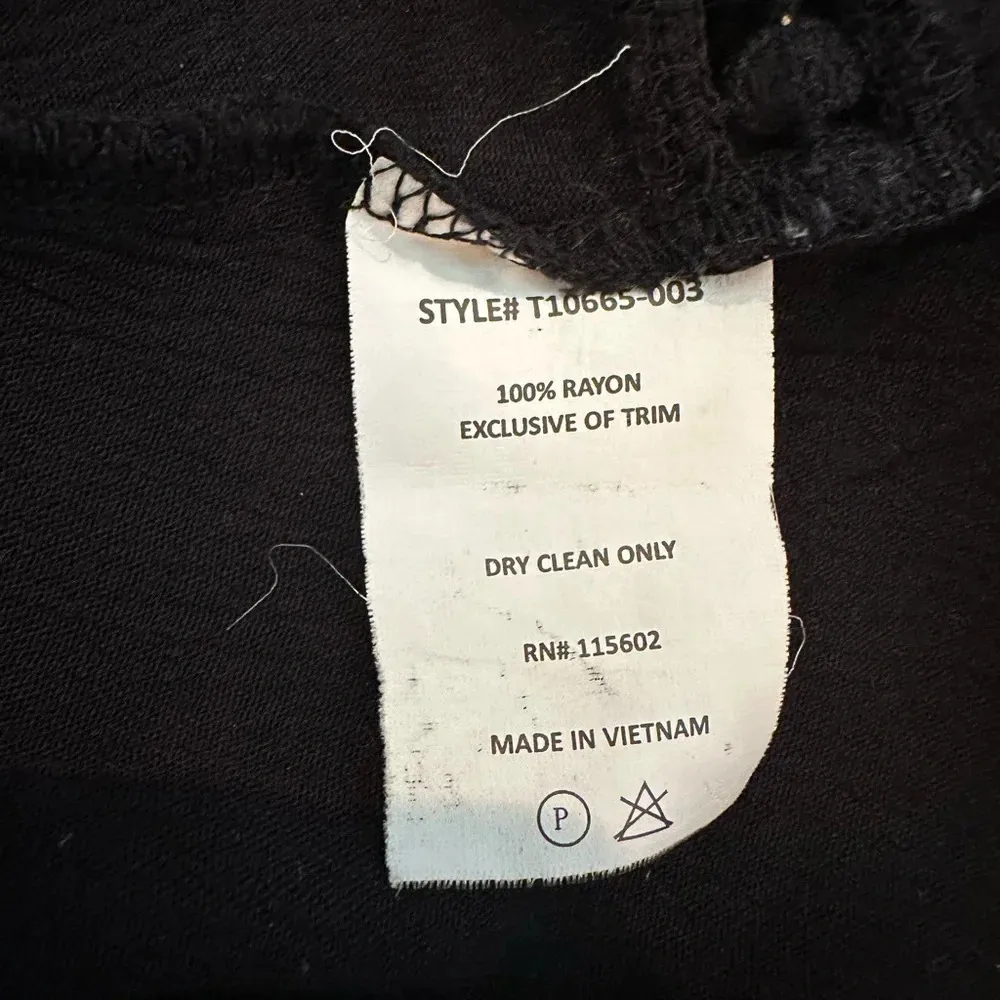 STYLE# T10665-003
100% RAYON
EXCLUSIVE OF TRIM
DRY CLEAN ONLY
RN# 115602
MADE IN VIETNAM
P